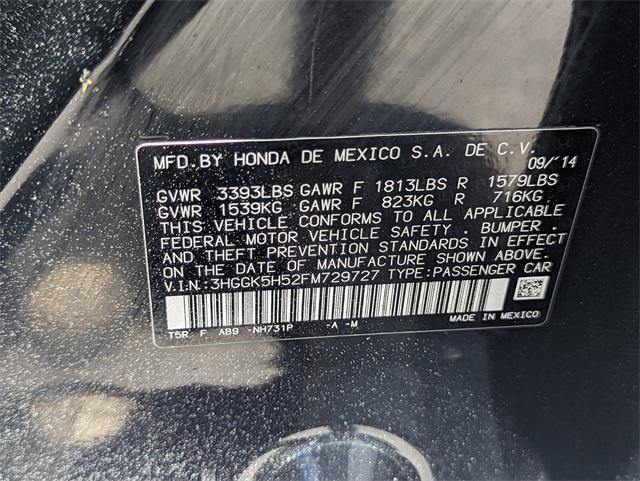 MFD.BY HONDA DE MEXICO S.A. DE C.V.
09/'14
GVWR 3393LBS GAWR F 1813LBS R 1579LBS
GVWR 1539KG GAWR F 823KG R 716KG
THIS VEHICLE CONFORMS TO ALL APPLICABLE
FEDERAL MOTOR VEHICLE SAFETY . BUMPER .
AND THEFT PREVENTION STANDARDS IN EFFECT
ON THE DATE OF MANUFACTURE SHOWN ABOVE.
V.I.N.:3HGGK5H52FM729727 TYPE:PASSENGER CAR
T5R F AB9 -NH731P -A -M
MADE IN MEXICO